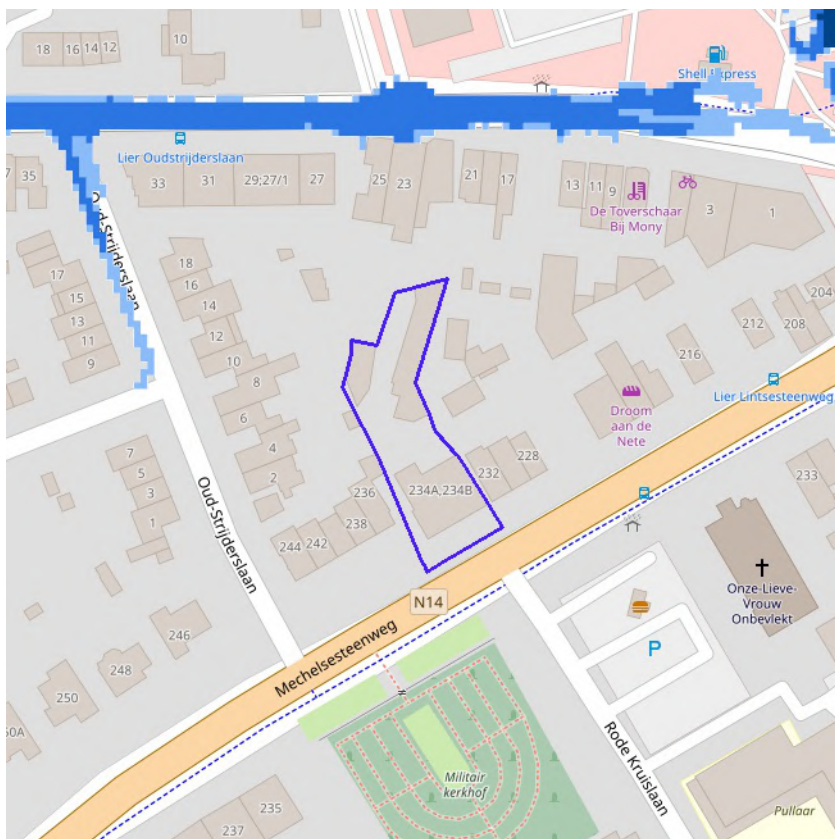 18
16
14
12
10
Shell Express
Lier Oudstrijderslaan
35
33
31
29;27/1
27
25
23
21
17
13
11
9
3
1
De Toverschaar
Bij Mony
Oud-Strijderslaan
17
15
13
11
9
18
16
14
12
10
8
6
4
2
204
208
212
216
Lier Lintsesteenweg
Droom
aan de
Nete
7
5
3
1
Oud-Strijderslaan
236
238
242
244
234A,234B
232
228
233
N14
Onze-Lieve-
Vrouw
Onbevlekt
P
246
248
250
Mechelsesteenweg
Rode Kruislaan
Militair
kerkhof
235
237
Pullaar